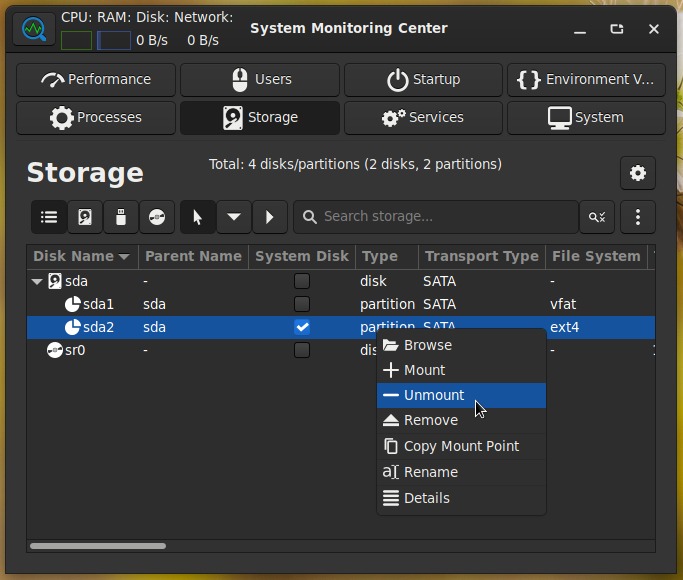 CPU: RAM: Disk: Network:
0 B/s 0 B/s
System Monitoring Center
Performance Users Startup Environment V...
Processes Storage Services System
Storage
Total: 4 disks/partitions (2 disks, 2 partitions)
Search storage...
Disk Name Parent Name System Disk Type Transport Type File System
sda - disk SATA -
sda1 sda partition SATA vfat
sda2 sda partition SATA ext4
sr0 - -
Browse
Mount
Unmount
Remove
Copy Mount Point
Rename
Details